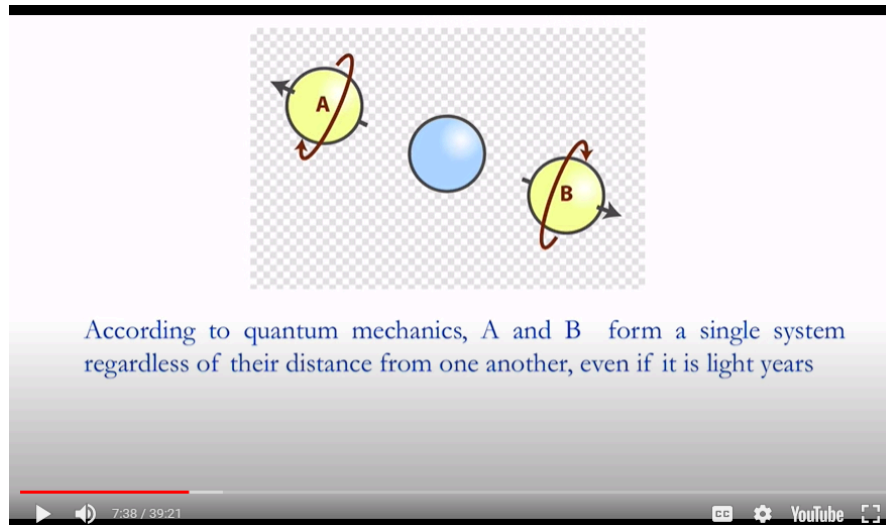 A
B
According to quantum mechanics, A and B form a single system
regardless of their distance from one another, even if it is light years
7:38 / 39:21
CC
YouTube